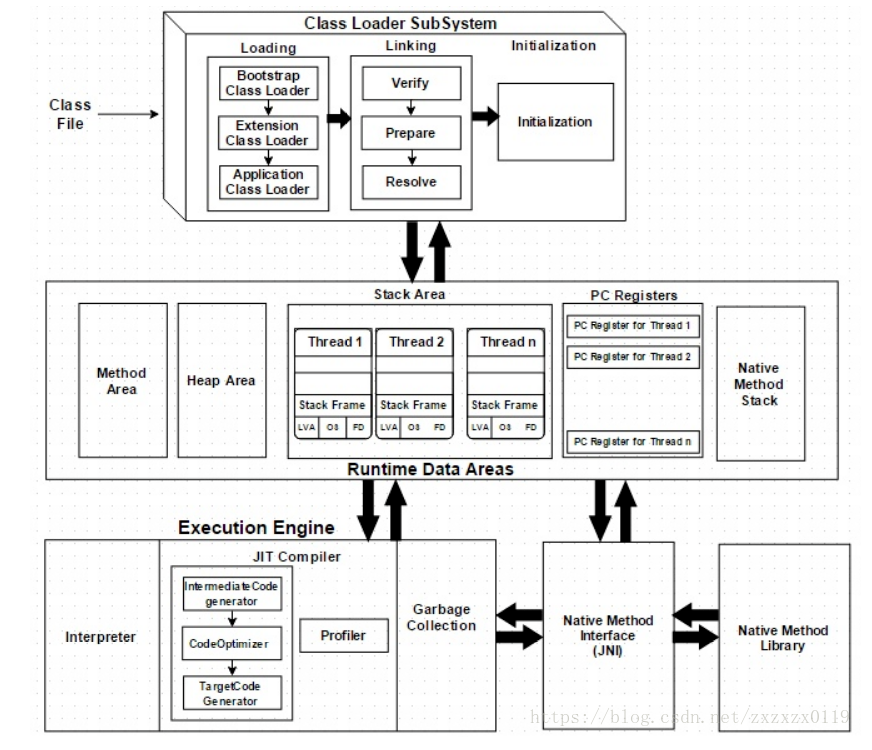 Class Loader SubSystem
Loading
Linking
Initialization
Class
File
Bootstrap
Class Loader
Extension
Class Loader
Application
Class Loader
Verify
Prepare
Resolve
Initialization
Stack Area
PC Registers
Method
Area
Heap Area
Thread 1
Thread 2
Thread n
Stack Frame
Stack Frame
Stack Frame
LVA
OS
FD
LVA
OS
FD
LVA
OS
FD
PC Register for Thread 1
PC Register for Thread 2
PC Register for Thread n
Native
Method
Stack
Runtime Data Areas
Execution Engine
JIT Compiler
Interpreter
IntermediateCode
generator
CodeOptimizer
TargetCode
Generator
Profiler
Garbage
Collection
Native Method
Interface
(JNI)
Native Method
Library
https://blog.csdn.net/zxzxzx0119